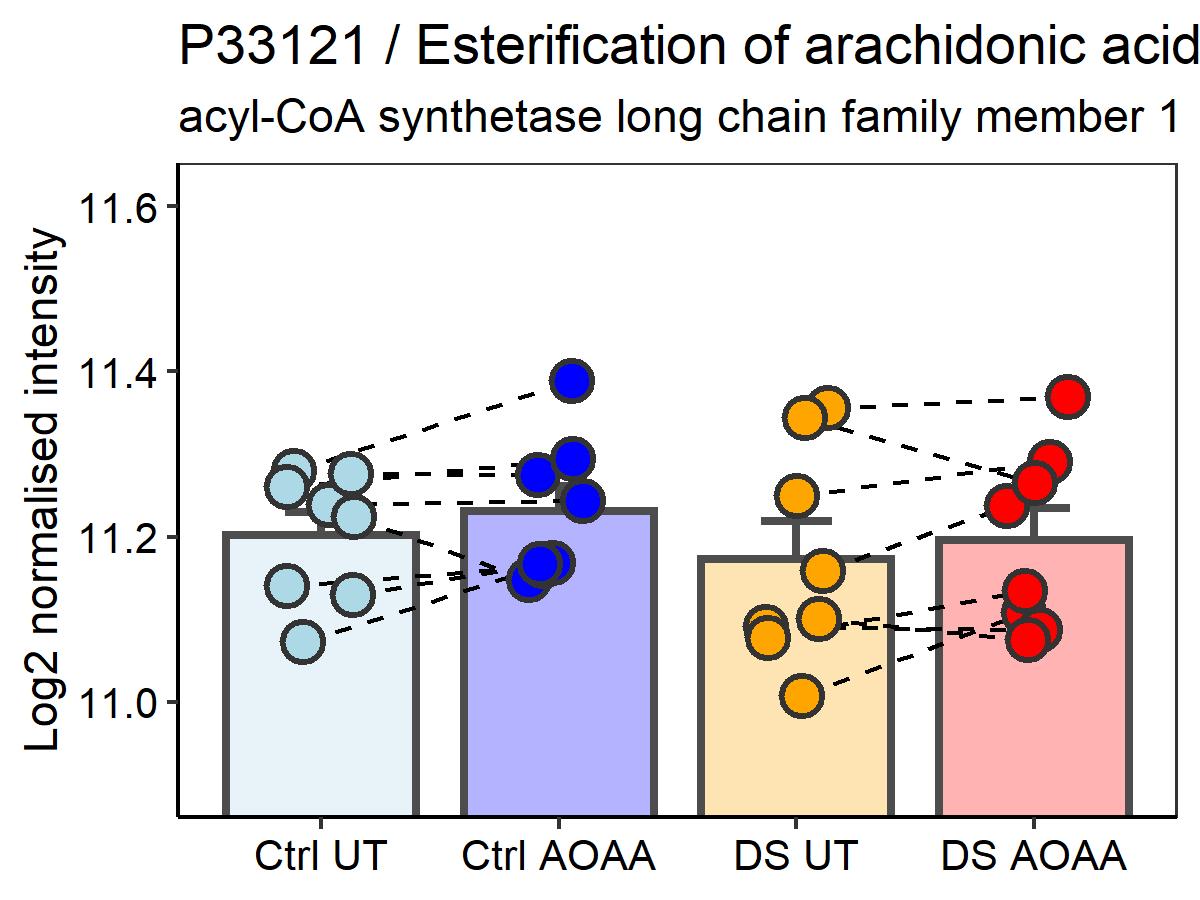 P33121 / Esterification of arachidonic acid
acyl-CoA synthetase long chain family member 1
Log2 normalised intensity
11.6
11.4
11.2
11.0
Ctrl UT
Ctrl AOAA
DS UT
DS AOAA